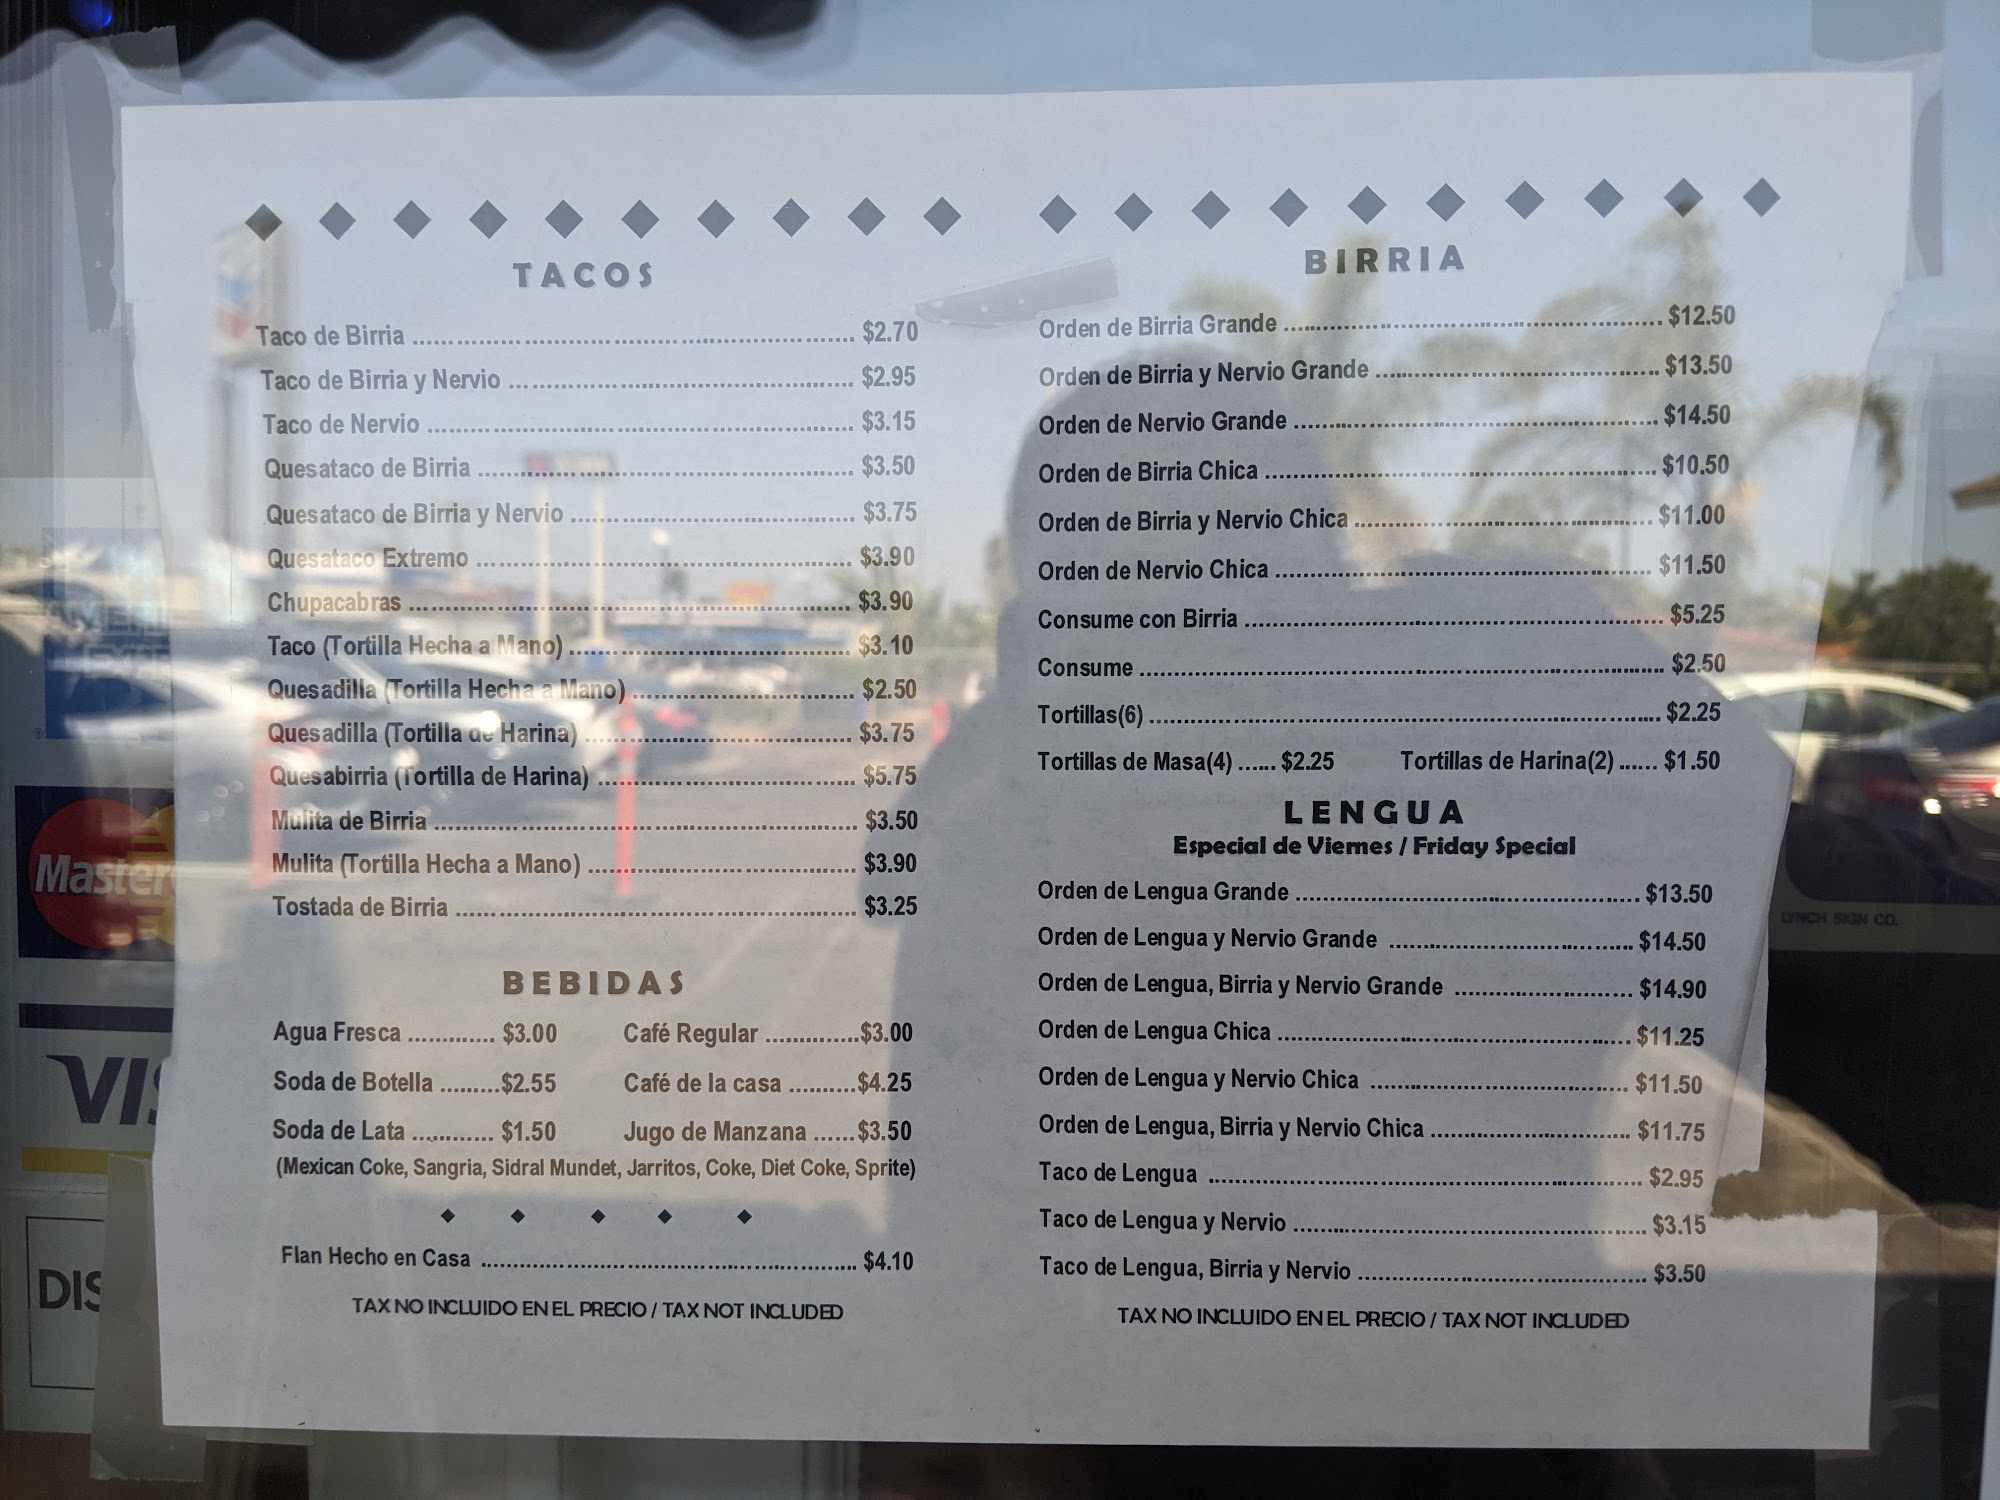 TACOS
Taco de Birria ........ $2.70
Taco de Birria y Nervio ........ $2.95
Taco de Nervio ........ $3.15
Quesataco de Birria ........ $3.50
Quesataco de Birria y Nervio ........ $3.75
Quesataco Extremo ........ $3.90
Chupacabras ........ $3.90
Taco (Tortilla Hecha a Mano) ........ $3.10
Quesadilla (Tortilla Hecha a Mano) ........ $2.50
Quesadilla (Tortilla de Harina) ........ $3.75
Quesabirria (Tortilla de Harina) ........ $5.75
Mulita de Birria ........ $3.50
Mulita (Tortilla Hecha a Mano) ........ $3.90
Tostada de Birria ........ $3.25
BEBIDAS
Agua Fresca ........ $3.00 Café Regular ........ $3.00
Soda de Botella ........ $2.55 Café de la casa ........ $4.25
Soda de Lata ........ $1.50 Jugo de Manzana ...... $3.50
(Mexican Coke, Sangria, Sidral Mundet, Jarritos, Coke, Diet Coke, Sprite)
Flan Hecho en Casa ........ $4.10
TAX NO INCLUIDO EN EL PRECIO / TAX NOT INCLUDED
BIRRIA
Orden de Birria Grande ........ $12.50
Orden de Birria y Nervio Grande ........ $13.50
Orden de Nervio Grande ........ $14.50
Orden de Birria Chica ........ $10.50
Orden de Birria y Nervio Chica ........ $11.00
Orden de Nervio Chica ........ $11.50
Consume con Birria ........ $5.25
Consume ........ $2.50
Tortillas(6) ........ $2.25
Tortillas de Masa(4) ...... $2.25 Tortillas de Harina(2) ...... $1.50
LENGUA
Especial de Viernes / Friday Special
Orden de Lengua Grande ........ $13.50
Orden de Lengua y Nervio Grande ........ $14.50
Orden de Lengua, Birria y Nervio Grande ........ $14.90
Orden de Lengua Chica ........ $11.25
Orden de Lengua y Nervio Chica ........ $11.50
Orden de Lengua, Birria y Nervio Chica ........ $11.75
Taco de Lengua ........ $2.95
Taco de Lengua y Nervio ........ $3.15
Taco de Lengua, Birria y Nervio ........ $3.50
TAX NO INCLUIDO EN EL PRECIO / TAX NOT INCLUDED
AMERI
EXPR
Master
VIS
DIS
LYNCH SIGN CO.